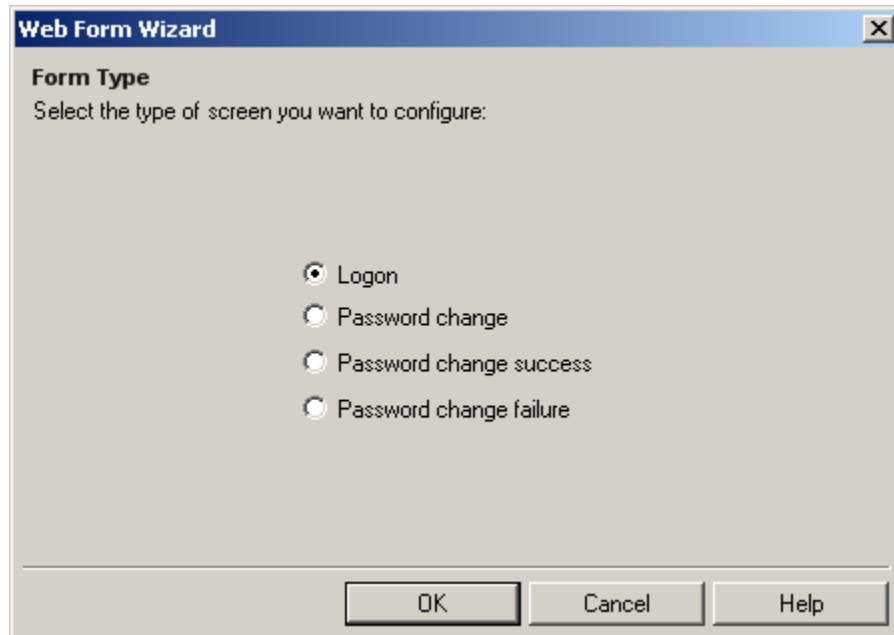 Web Form Wizard
Form Type
Select the type of screen you want to configure:
Logon
Password change
Password change success
Password change failure
OK Cancel Help